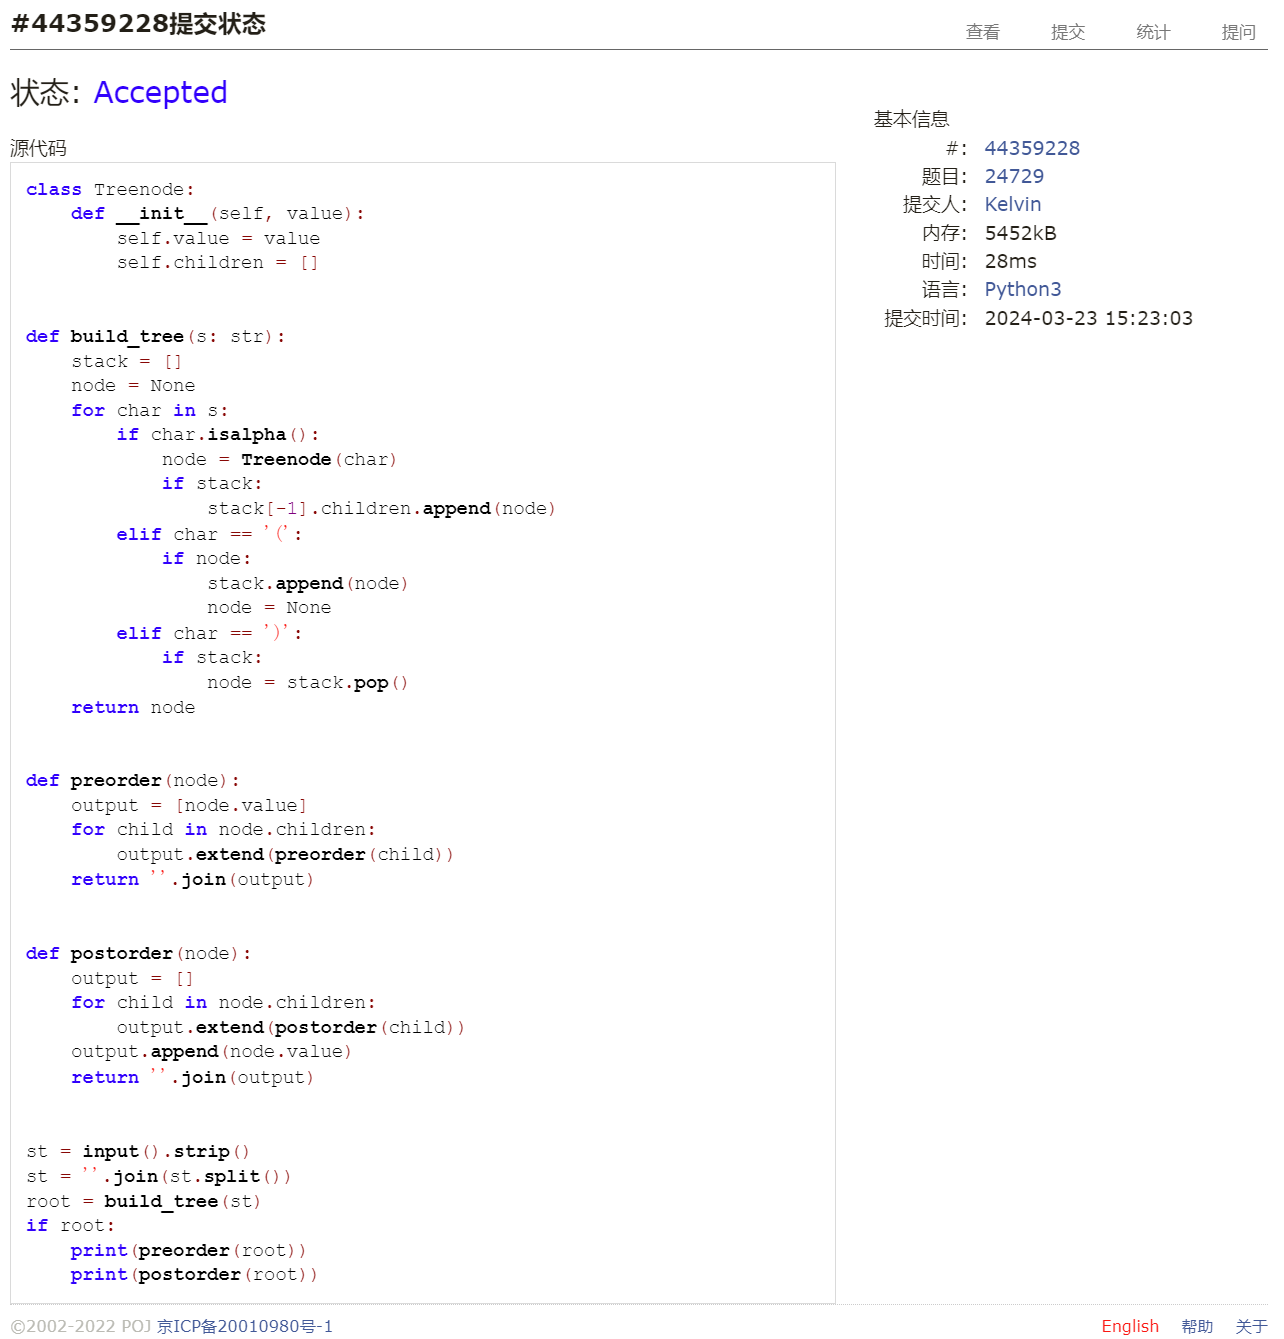 #44359228提交状态
查看 提交 统计 提问
状态: Accepted
源代码
class Treenode:
    def __init__(self, value):
        self.value = value
        self.children = []


def build_tree(s: str):
    stack = []
    node = None
    for char in s:
        if char.isalpha():
            node = Treenode(char)
            if stack:
                stack[-1].children.append(node)
        elif char == '(':
            if node:
                stack.append(node)
                node = None
        elif char == ')':
            if stack:
                node = stack.pop()
    return node


def preorder(node):
    output = [node.value]
    for child in node.children:
        output.extend(preorder(child))
    return ''.join(output)


def postorder(node):
    output = []
    for child in node.children:
        output.extend(postorder(child))
    output.append(node.value)
    return ''.join(output)


st = input().strip()
st = ''.join(st.split())
root = build_tree(st)
if root:
    print(preorder(root))
    print(postorder(root))
基本信息
#: 44359228
题目: 24729
提交人: Kelvin
内存: 5452kB
时间: 28ms
语言: Python3
提交时间: 2024-03-23 15:23:03
©2002-2022 POJ 京ICP备20010980号-1
English 帮助 关于